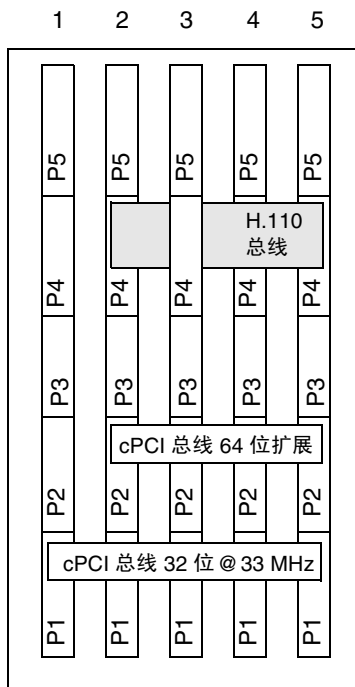 1 2 3 4 5
P5 P5 P5 P5 P5
H.110
总线
P4 P4 P4 P4 P4
P3 P3 P3 P3 P3
cPCI 总线 64 位扩展
P2 P2 P2 P2 P2
cPCI 总线 32 位 @ 33 MHz
P1 P1 P1 P1 P1